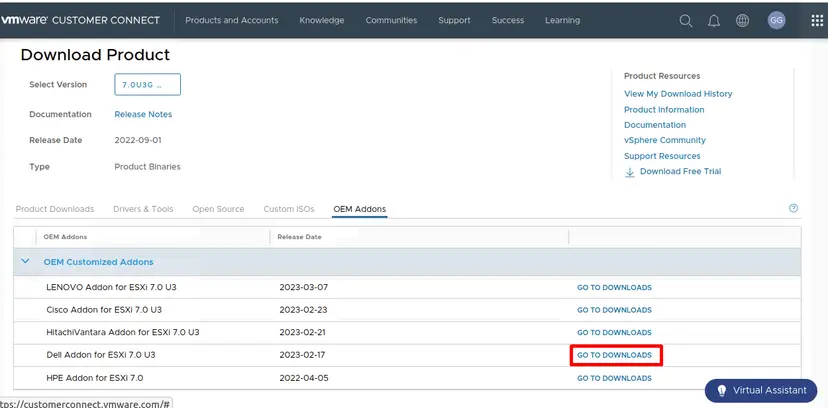 vmware CUSTOMER CONNECT Products and Accounts Knowledge Communities Support Success Learning GG
Download Product
Select Version 7.0U3G ..
Documentation Release Notes
Release Date 2022-09-01
Type Product Binaries
Product Resources
View My Download History
Product Information
Documentation
vSphere Community
Support Resources
Download Free Trial
Product Downloads Drivers & Tools Open Source Custom ISOs OEM Addons
OEM Addons Release Date
OEM Customized Addons
LENOVO Addon for ESXi 7.0 U3 2023-03-07 GO TO DOWNLOADS
Cisco Addon for ESXi 7.0 U3 2023-02-23 GO TO DOWNLOADS
HitachiVantara Addon for ESXi 7.0 U3 2023-02-21 GO TO DOWNLOADS
Dell Addon for ESXi 7.0 U3 2023-02-17 GO TO DOWNLOADS
HPE Addon for ESXi 7.0 2022-04-05 GO TO DOWNLOADS
Virtual Assistant
tps://customerconnect.vmware.com/#